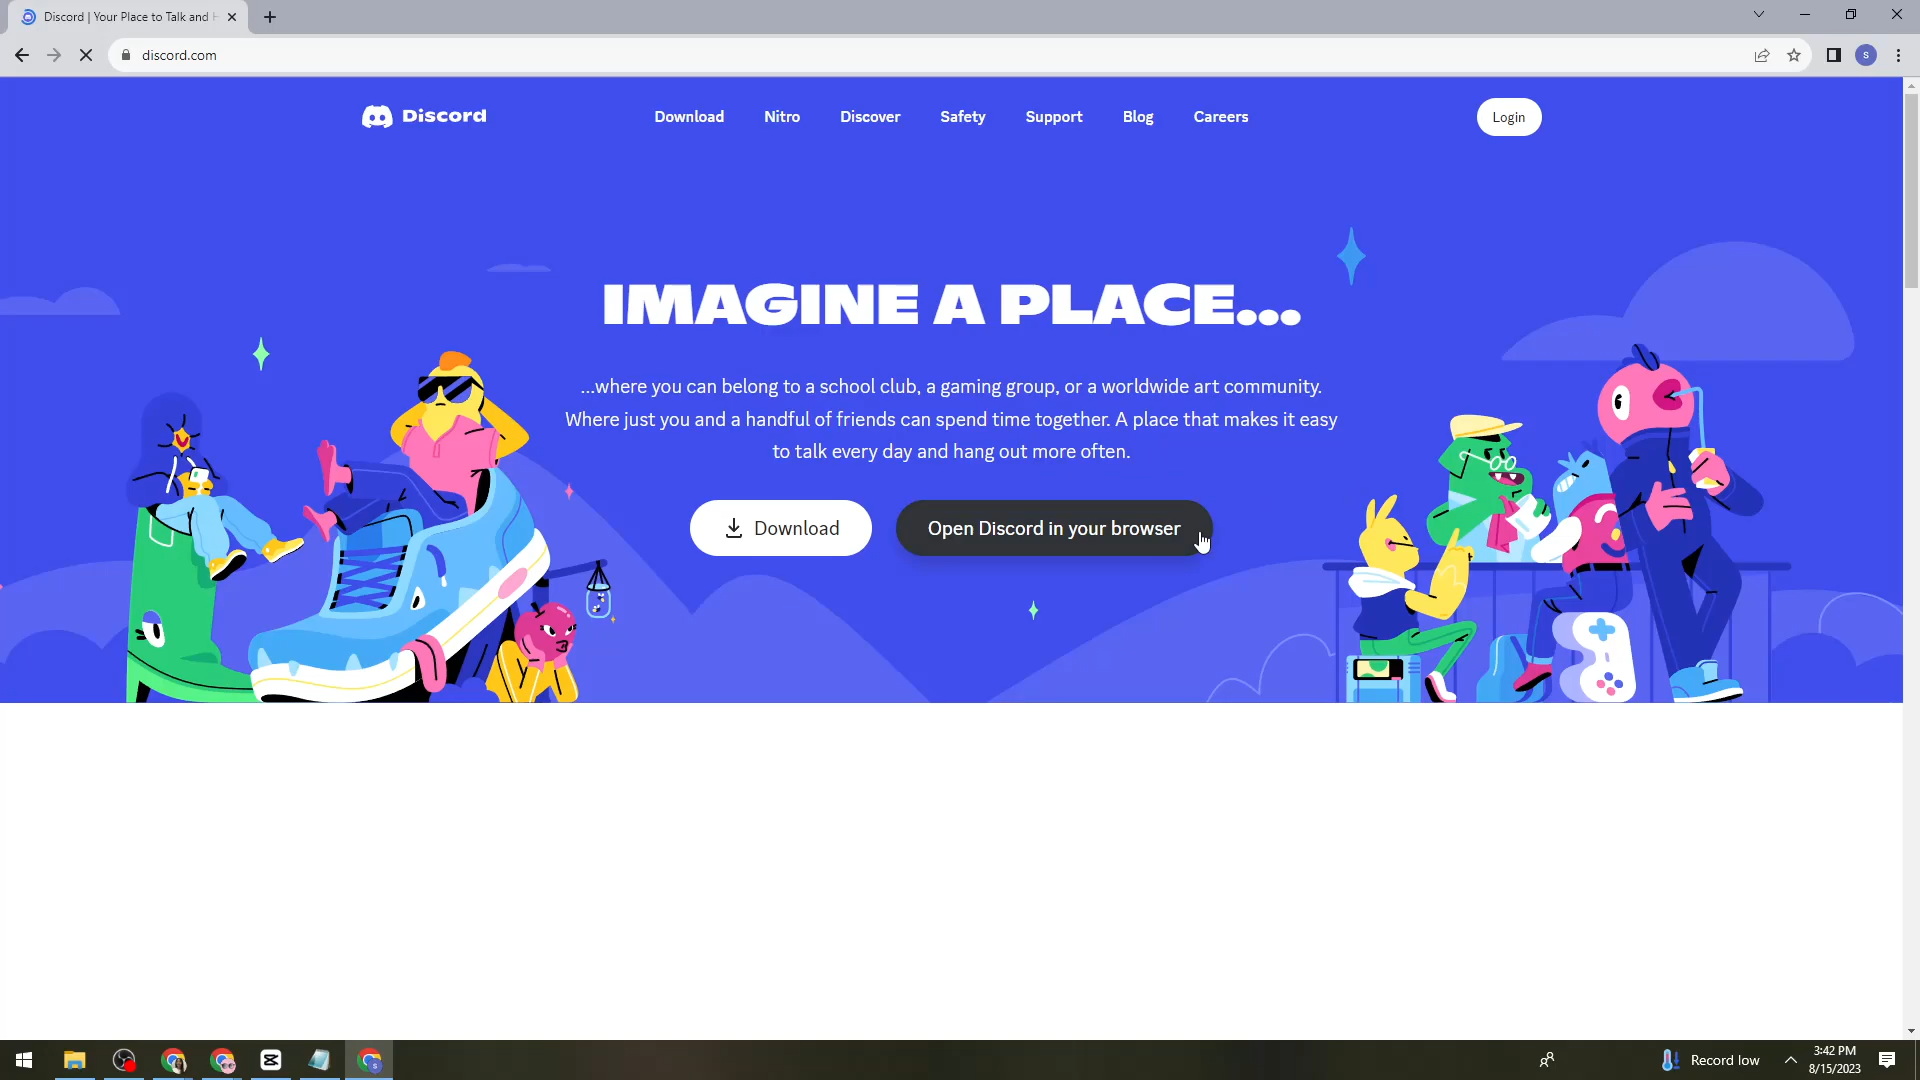 Discord | Your Place to Talk and H
discord.com
S
Discord
Download Nitro Discover Safety Support Blog Careers
Login
IMAGINE A PLACE...
...where you can belong to a school club, a gaming group, or a worldwide art community.
Where just you and a handful of friends can spend time together. A place that makes it easy
to talk every day and hang out more often.
Download
Open Discord in your browser
Record low
3:42 PM
8/15/2023